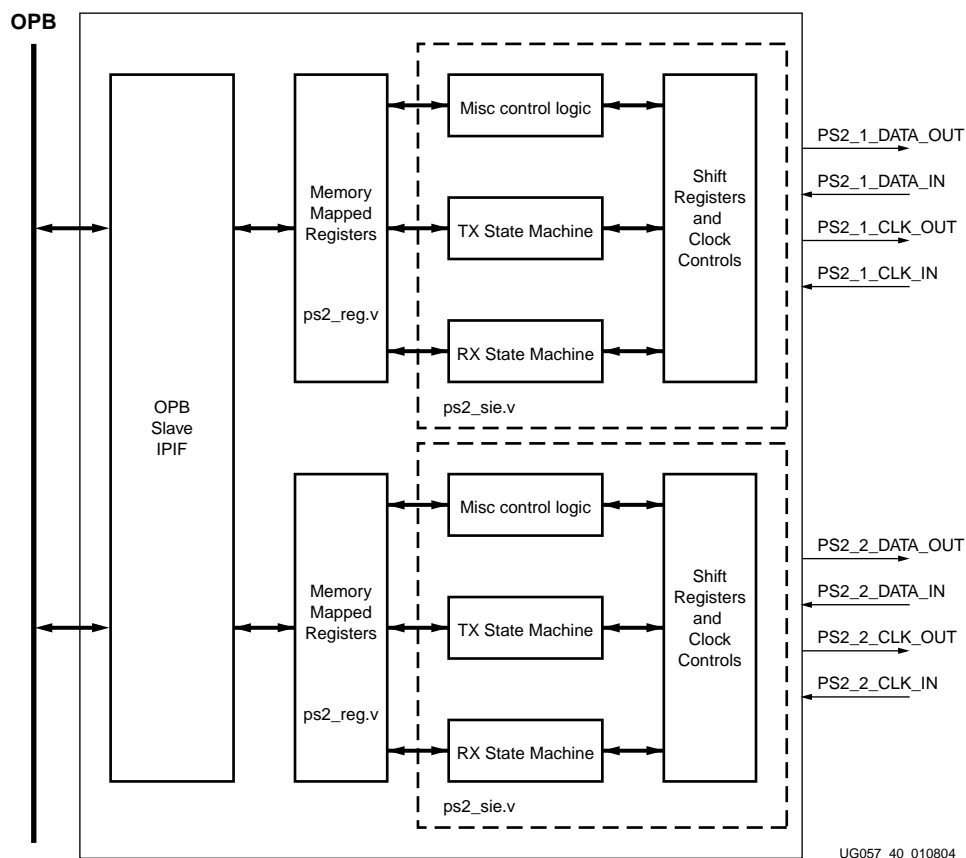 OPB
OPB
Slave
IPIF
Memory
Mapped
Registers
ps2_reg.v
Misc control logic
TX State Machine
RX State Machine
ps2_sie.v
Shift
Registers
and
Clock
Controls
PS2_1_DATA_OUT
PS2_1_DATA_IN
PS2_1_CLK_OUT
PS2_1_CLK_IN
Memory
Mapped
Registers
ps2_reg.v
Misc control logic
TX State Machine
RX State Machine
ps2_sie.v
Shift
Registers
and
Clock
Controls
PS2_2_DATA_OUT
PS2_2_DATA_IN
PS2_2_CLK_OUT
PS2_2_CLK_IN
UG057_40_010804